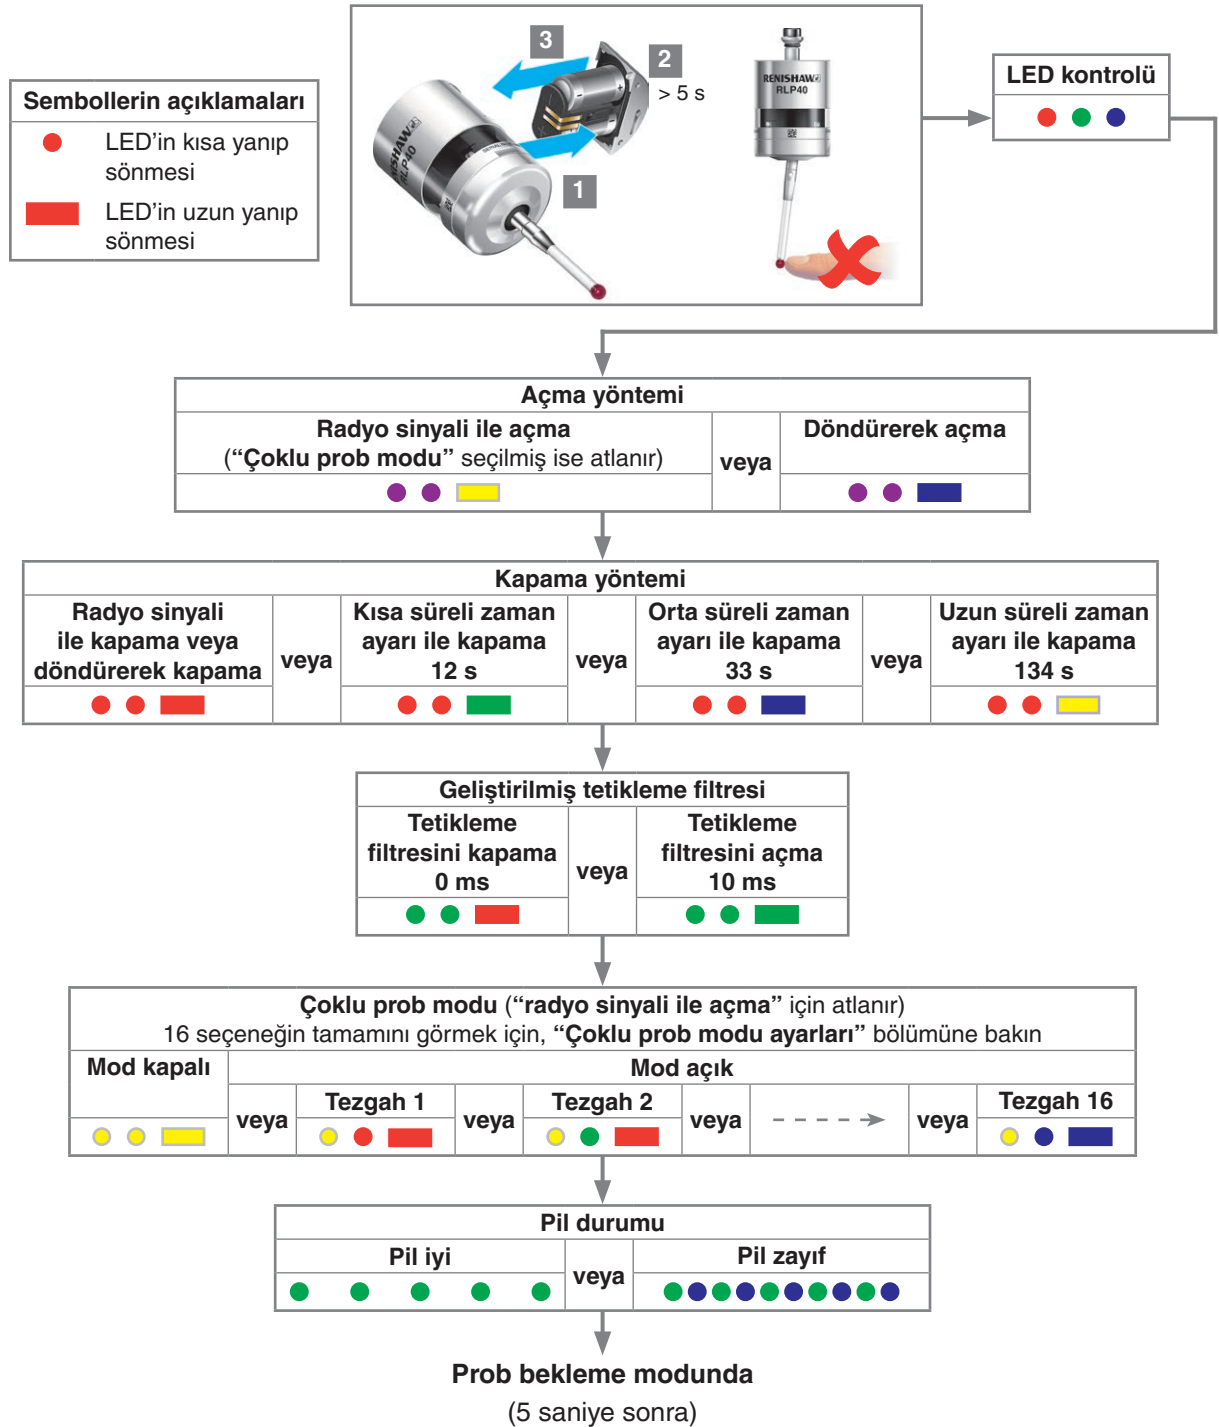 Sembollerin açıklamaları
LED’in kısa yanıp
sönmesi
LED’in uzun yanıp
sönmesi
3
2
> 5 s
1
RENISHAW
RLP40
RENISHAW
RLP40
LED kontrolü
Açma yöntemi
Radyo sinyali ile açma
(“Çoklu prob modu” seçilmiş ise atlanır)
veya
Döndürerek açma
Kapama yöntemi
Radyo sinyali
ile kapama veya
döndürerek kapama
veya
Kısa süreli zaman
ayarı ile kapama
12 s
veya
Orta süreli zaman
ayarı ile kapama
33 s
veya
Uzun süreli zaman
ayarı ile kapama
134 s
Geliştirilmiş tetikleme filtresi
Tetikleme
filtresini kapama
0 ms
veya
Tetikleme
filtresini açma
10 ms
Çoklu prob modu (“radyo sinyali ile açma” için atlanır)
16 seçeneğin tamamını görmek için, “Çoklu prob modu ayarları” bölümüne bakın
Mod kapalı
Mod açık
veya
Tezgah 1
veya
Tezgah 2
veya
veya
Tezgah 16
Pil durumu
Pil iyi
veya
Pil zayıf
Prob bekleme modunda
(5 saniye sonra)